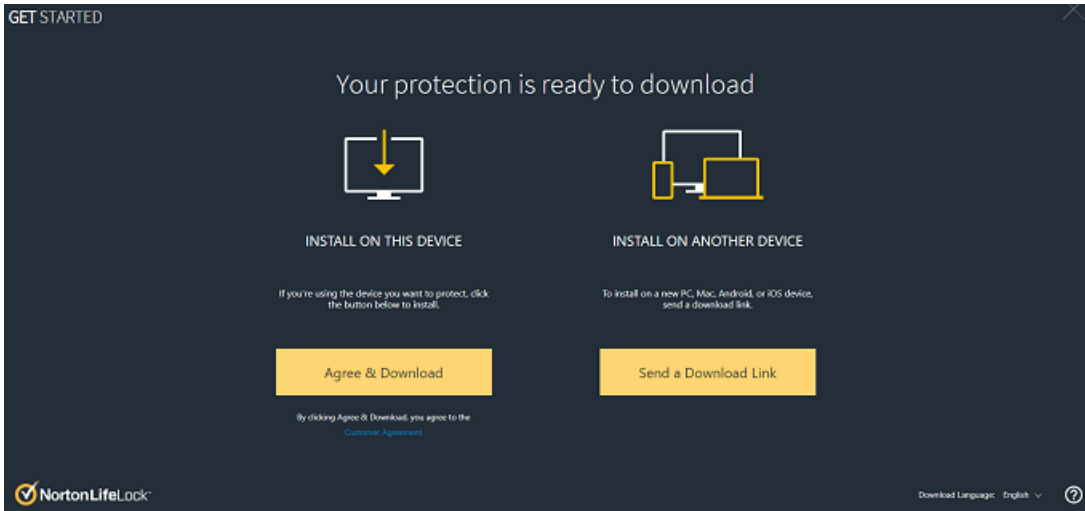 GET STARTED
Your protection is ready to download
INSTALL ON THIS DEVICE
If you're using the device you want to protect, click
the button below to install.
Agree & Download
By clicking Agree & Download, you agree to the
Customer Agreement
INSTALL ON ANOTHER DEVICE
To install on a new PC, Mac, Android, or iOS device,
send a download link.
Send a Download Link
NortonLifeLock
Download Language: English
?